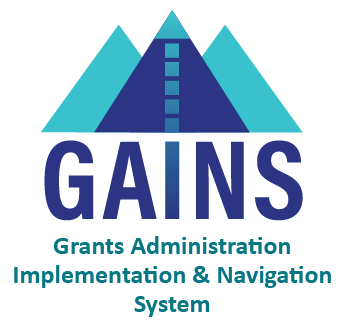 GAINS
Grants Administration
Implementation & Navigation
System